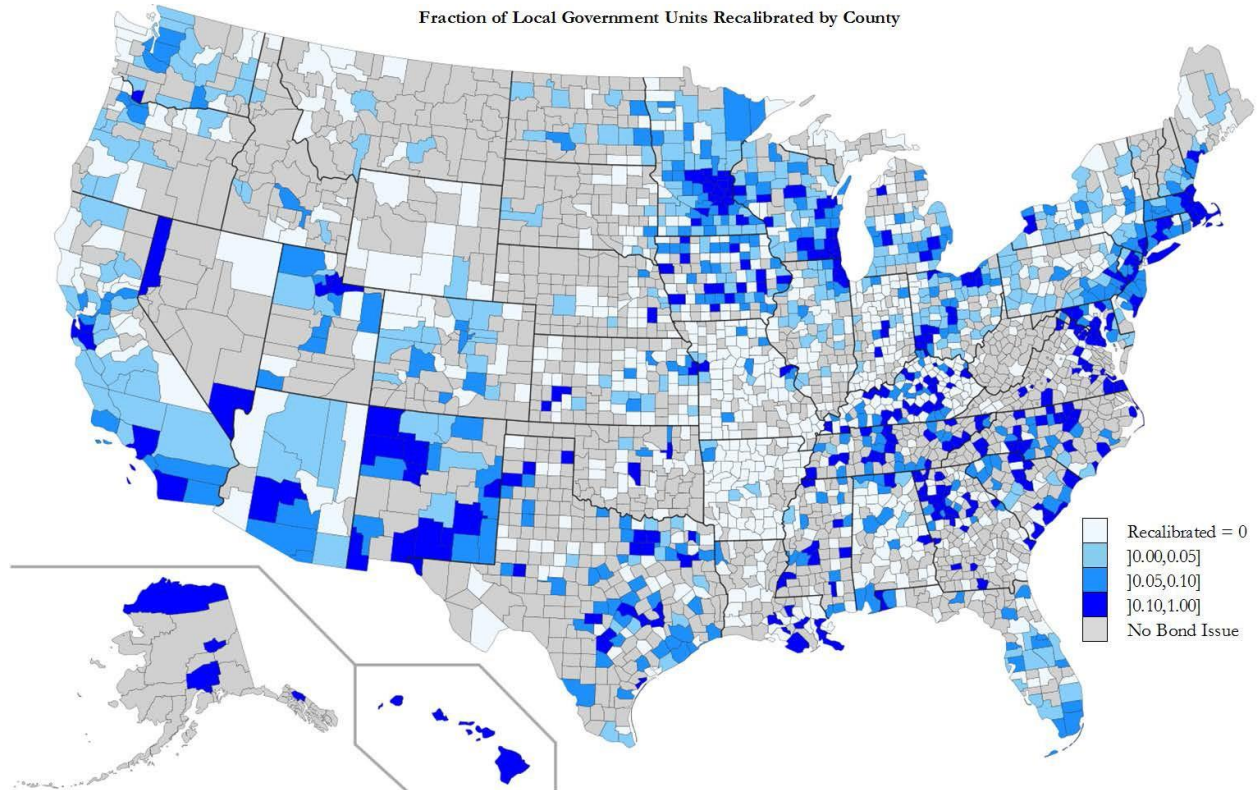 Fraction of Local Government Units Recalibrated by County
Recalibrated = 0
]0.00,0.05]
]0.05,0.10]
]0.10,1.00]
No Bond Issue